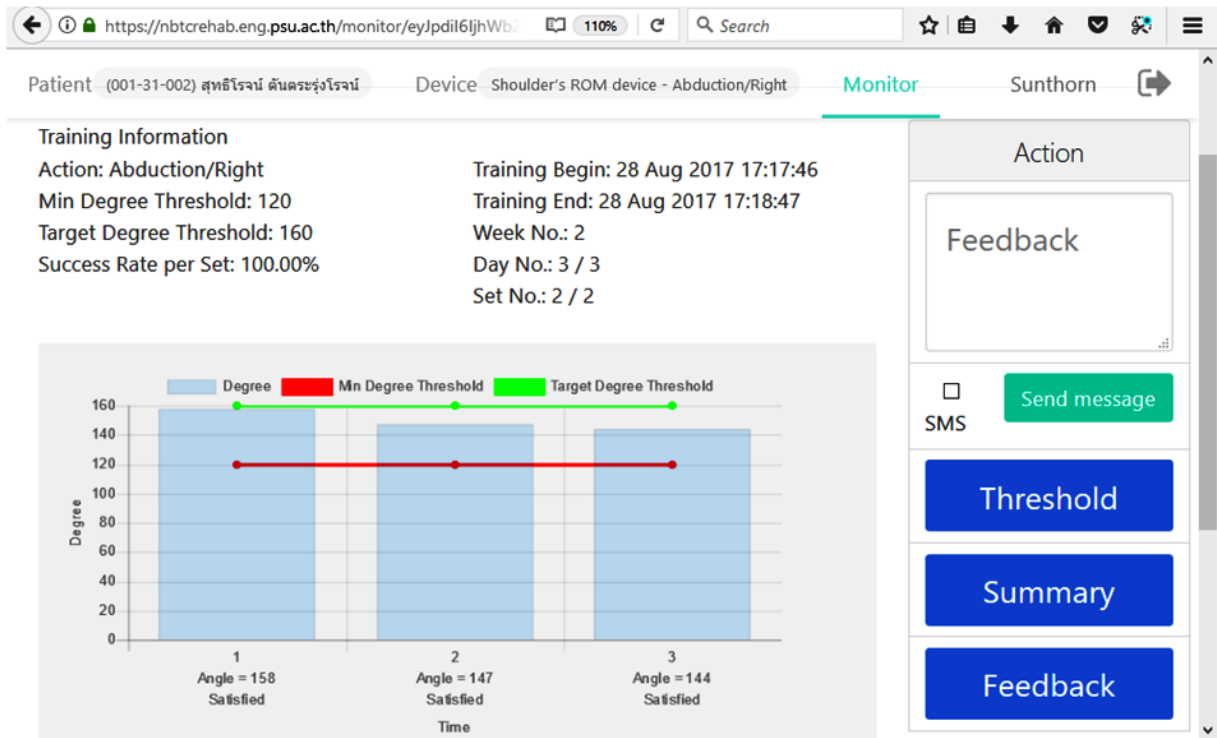 https://nbtcrehab.eng.psu.ac.th/monitor/eyJpdiI6IjhWb2 110% Search
Patient (001-31-002) สุทธิโรจน์ ตันตระรุ่งโรจน์ Device Shoulder's ROM device - Abduction/Right Monitor Sunthorn
Training Information
Action: Abduction/Right
Min Degree Threshold: 120
Target Degree Threshold: 160
Success Rate per Set: 100.00%
Training Begin: 28 Aug 2017 17:17:46
Training End: 28 Aug 2017 17:18:47
Week No.: 2
Day No.: 3 / 3
Set No.: 2 / 2
Degree Min Degree Threshold Target Degree Threshold
160
140
120
100
80
60
40
20
0
Degree
1 2 3
Angle = 158 Angle = 147 Angle = 144
Satisfied Satisfied Satisfied
Time
Action
Feedback
SMS Send message
Threshold
Summary
Feedback